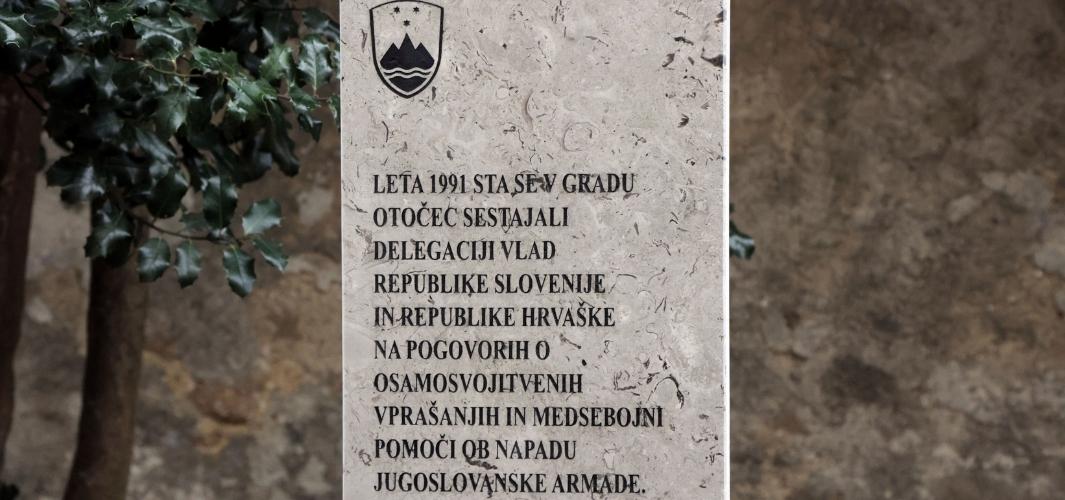 LETA 1991 STA SE V GRADU
OTOČEC SESTAJALI
DELEGACIJI VLAD
REPUBLIKE SLOVENIJE
IN REPUBLIKE HRVAŠKE
NA POGOVORIH O
OSAMOSVOJITVENIH
VPRAŠANJIH IN MEDSEBOJNI
POMOČI OB NAPADU
JUGOSLOVANSKE ARMADE.